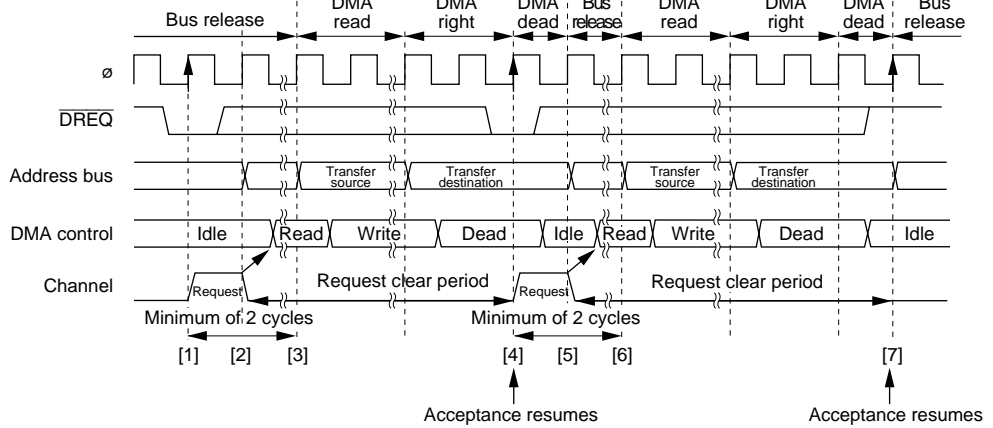 Bus release
DMA read
DMA right
DMA dead
Bus release
DMA read
DMA right
DMA dead
Bus release
ø
DREQ
Address bus
Transfer source
Transfer destination
Transfer source
Transfer destination
DMA control
Idle
Read
Write
Dead
Idle
Read
Write
Dead
Idle
Channel
Request
Request clear period
Request
Request clear period
Minimum of 2 cycles
Minimum of 2 cycles
[1]
[2]
[3]
[4]
[5]
[6]
[7]
Acceptance resumes
Acceptance resumes